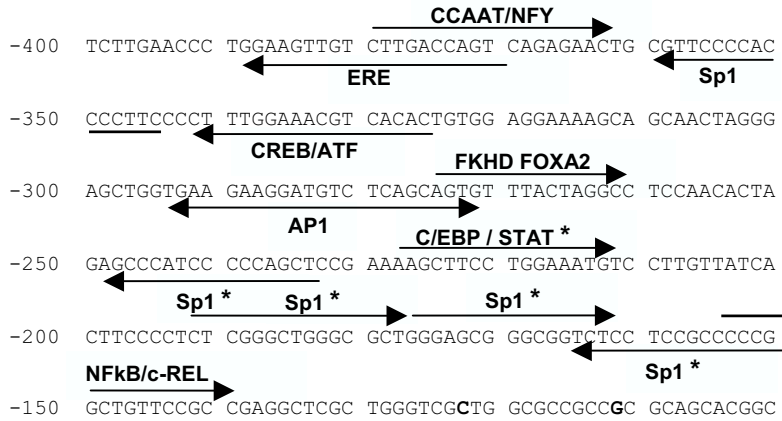 CCAAT/NFY
-400 TCTTGAACCC TGGAAGTTGT CTTGACCAGT CAGAGAACTG CGTTCCCCAC
ERE Sp1
-350 CCCTTCCCCT TTGGAAACGT CACACTGTGG AGGAAAAGCA GCAACTAGGG
CREB/ATF FKHD FOXA2
-300 AGCTGGTGAA GAAGGATGTC TCAGCAGTGT TTACTAGGCC TCCAACACTA
AP1 C/EBP / STAT *
-250 GAGCCCATCC CCCAGCTCCG AAAAGCTTCC TGGAAATGTC CTTGTTATCA
Sp1 * Sp1 * Sp1 *
-200 CTTCCCCTCT CGGGCTGGGC GCTGGGAGCG GGCGGTCTCC TCCGCCCCCG
NFkB/c-REL Sp1 *
-150 GCTGTTCCGC CGAGGCTCGC TGGGTCGCTG GCGCCGCCGC GCAGCACGGC